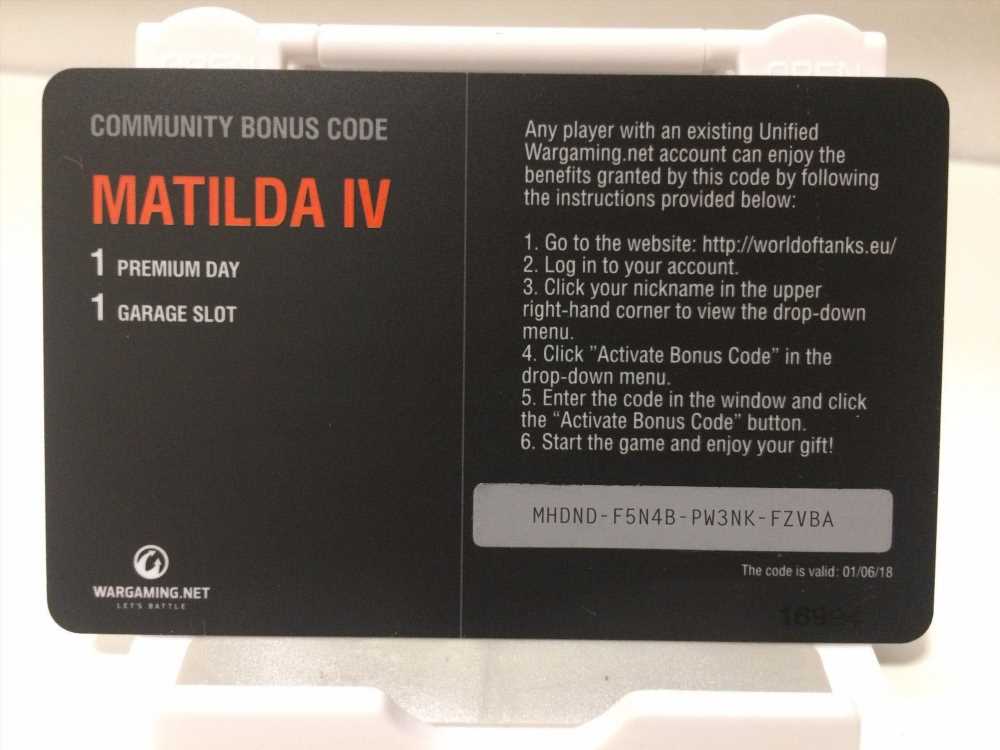 COMMUNITY BONUS CODE
MATILDA IV
1 PREMIUM DAY
1 GARAGE SLOT
WARGAMING.NET
LET'S BATTLE
Any player with an existing Unified
Wargaming.net account can enjoy the
benefits granted by this code by following
the instructions provided below:
1. Go to the website: http://worldoftanks.eu/
2. Log in to your account.
3. Click your nickname in the upper
right-hand corner to view the drop-down
menu.
4. Click ”Activate Bonus Code” in the
drop-down menu.
5. Enter the code in the window and click
the “Activate Bonus Code” button.
6. Start the game and enjoy your gift!
MHDND-F5N4B-PW3NK-FZVBA
The code is valid: 01/06/18